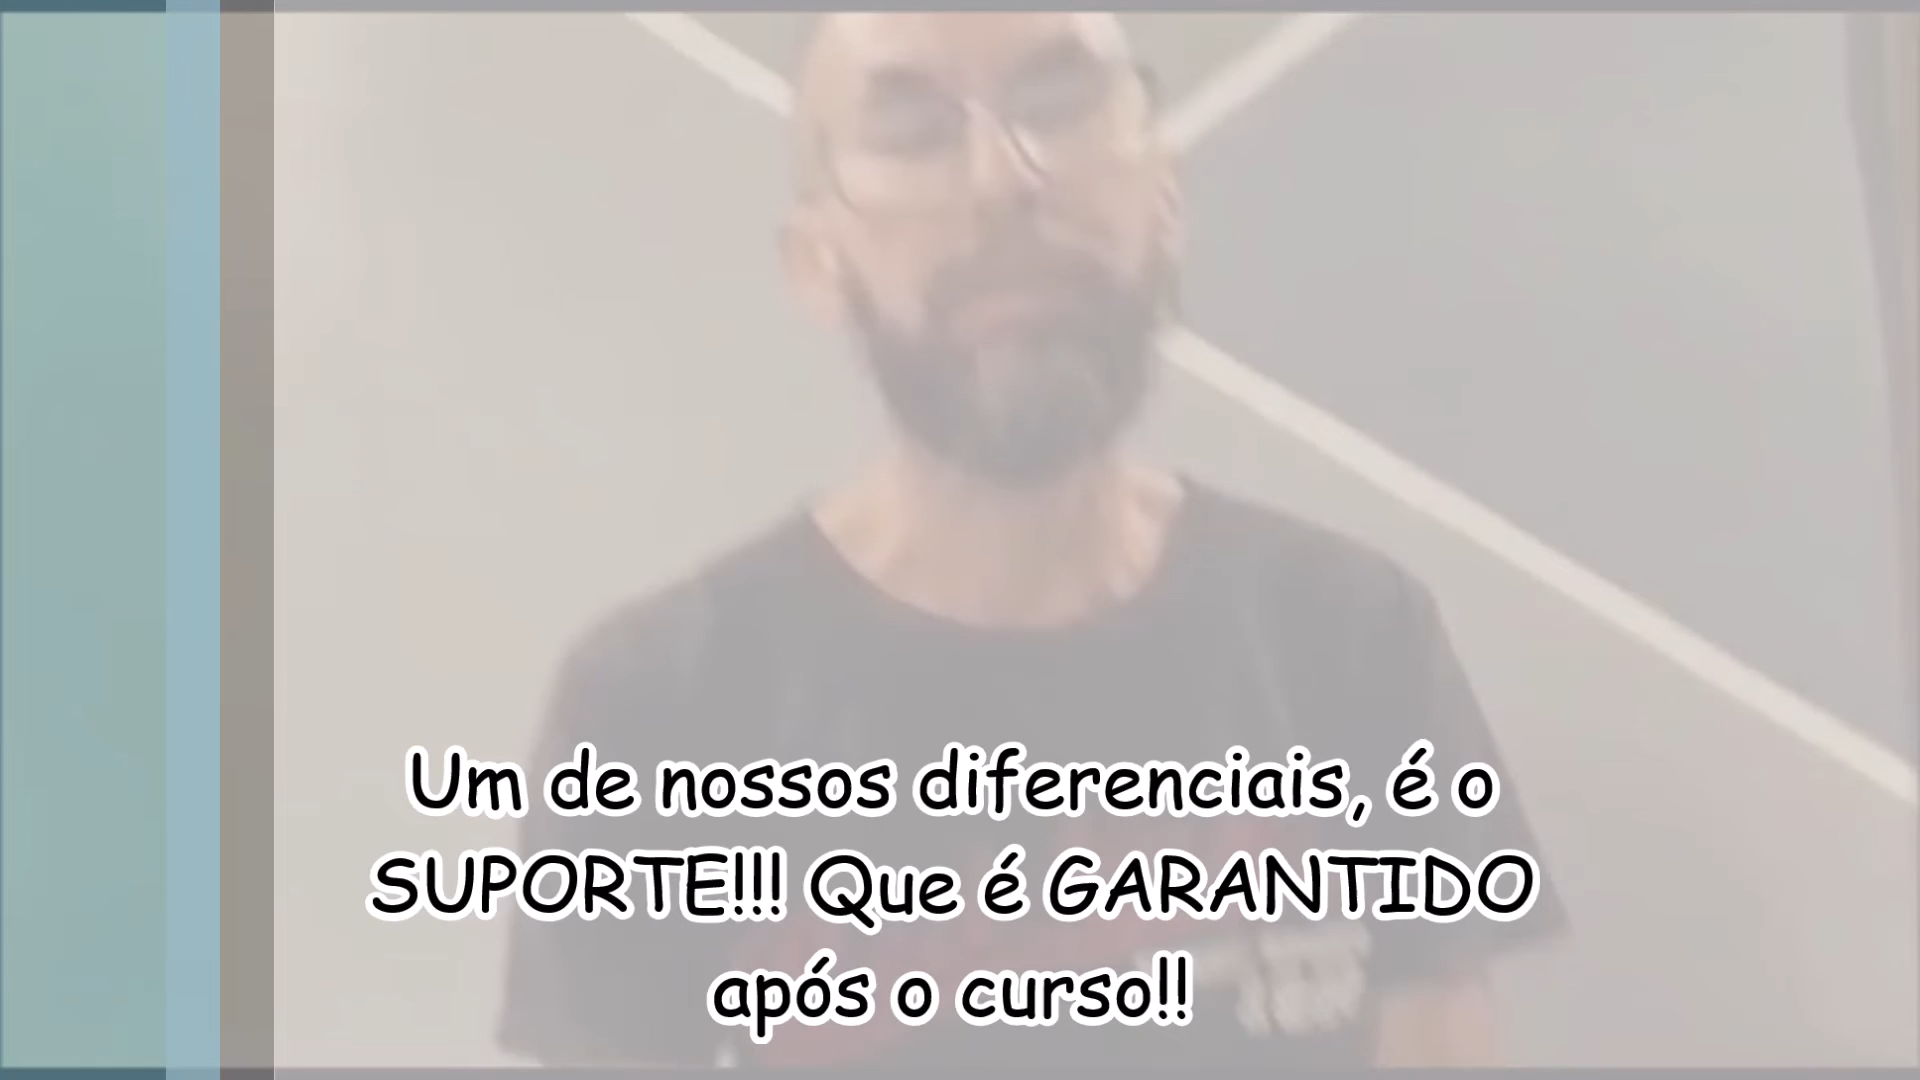 Um de nossos diferenciais, é o
SUPORTE!!! Que é GARANTIDO
após o curso!!